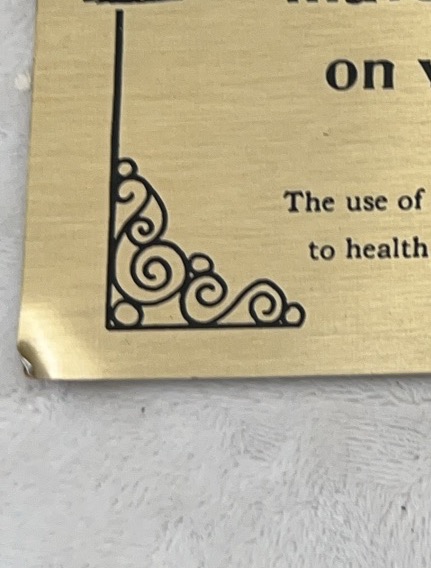 on
The use of
to health